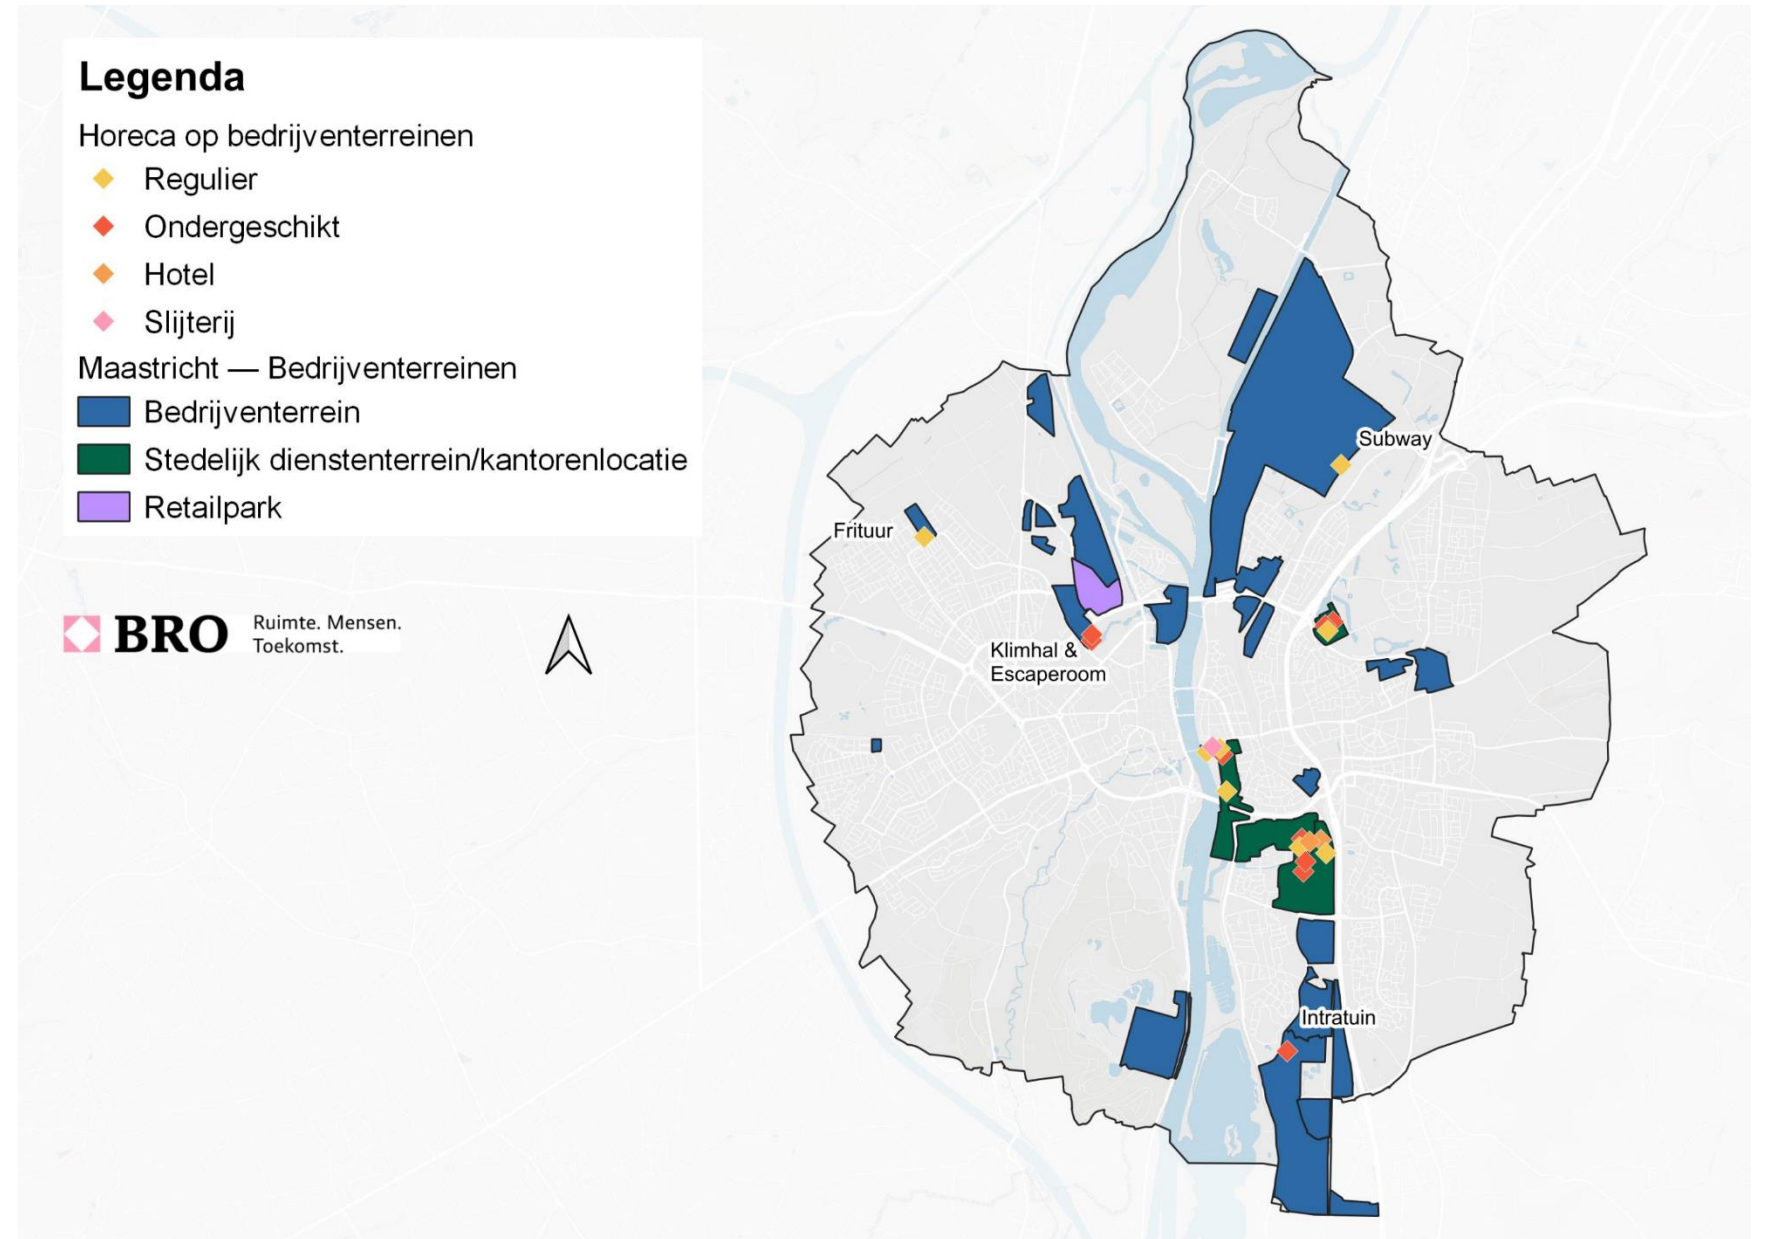 Legenda
Horeca op bedrijventerreinen
Regulier
Ondergeschikt
Hotel
Slijterij
Maastricht — Bedrijventerreinen
Bedrijventerrein
Stedelijk dienstenterrein/kantorenlocatie
Retailpark
BRO
Ruimte. Mensen.
Toekomst.
Subway
Frituur
Klimhal &
Escaperoom
Intratuin